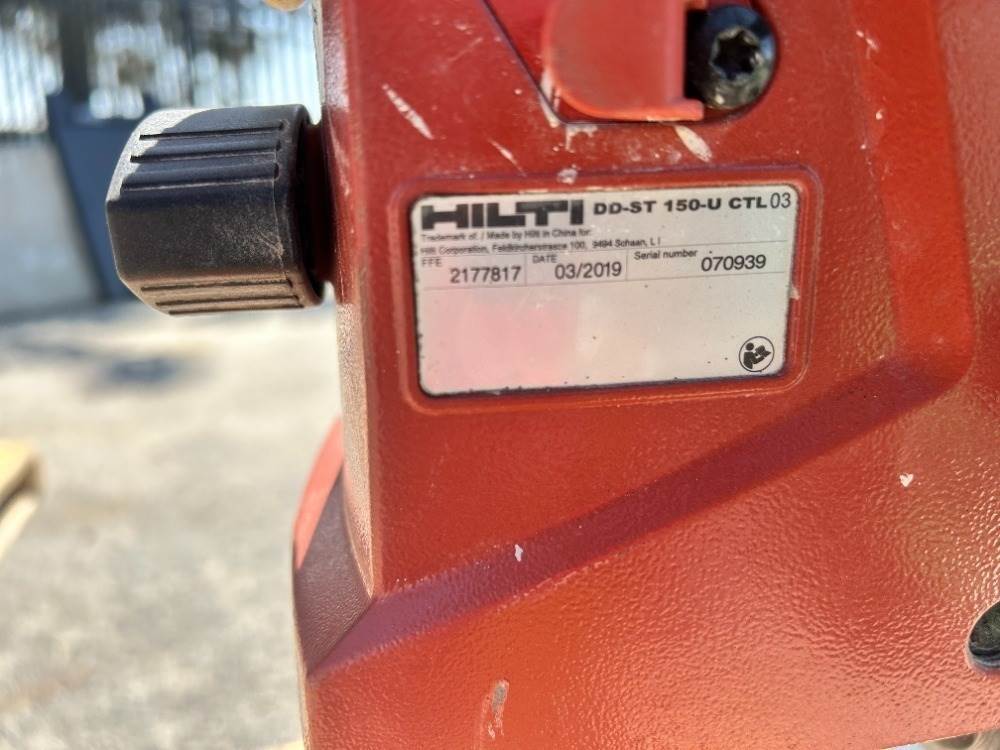 HILTI DD-ST 150-U CTL 03
Trademark of / Made by Hilti in China for:
Hilti Corporation, Feldkircherstrasse 100, 9494 Schaan, LI
FFE 2177817 DATE 03/2019 Serial number 070939